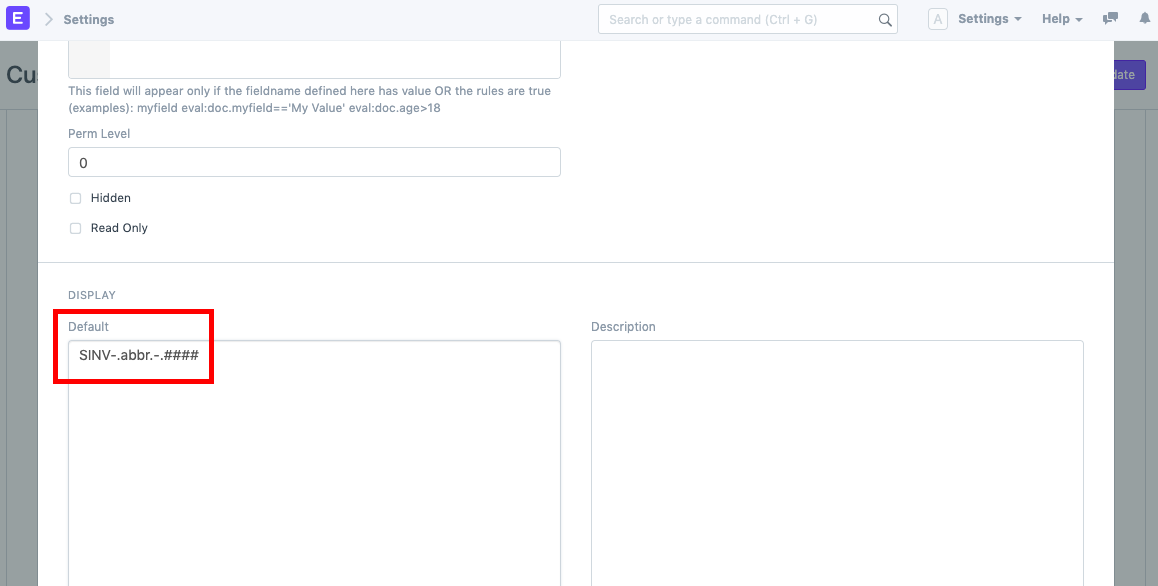 E
Settings
Search or type a command (Ctrl + G)
A
Settings
Help
Cu
date
This field will appear only if the fieldname defined here has value OR the rules are true
(examples): myfield eval:doc.myfield=='My Value' eval:doc.age>18
Perm Level
0
Hidden
Read Only
DISPLAY
Default
Description
SINV-.abbr.-.####